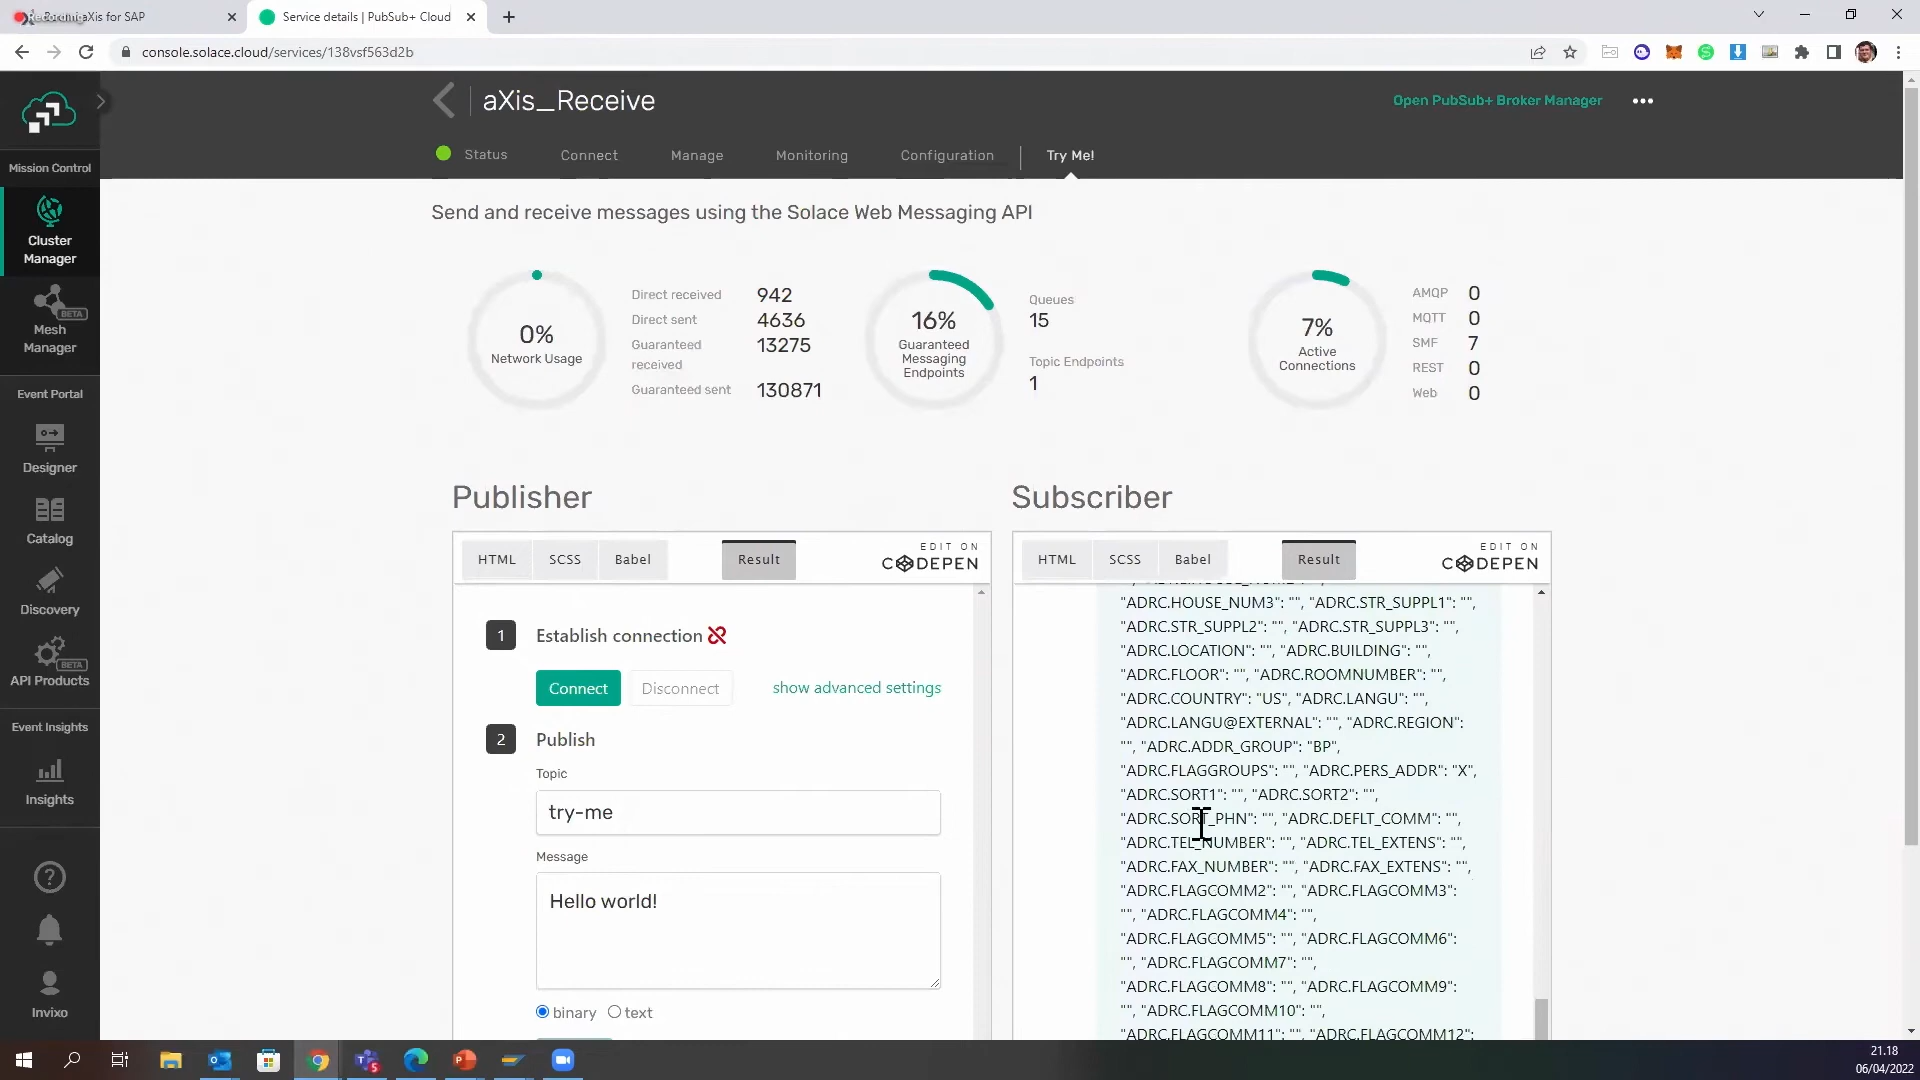 aXis for SAP
Service details | PubSub+ Cloud
console.solace.cloud/services/138vsf563d2b
aXis_Receive
Open PubSub+ Broker Manager
Status
Connect
Manage
Monitoring
Configuration
Try Me!
Mission Control
Cluster
Manager
BETA
Mesh
Manager
Event Portal
Designer
Catalog
Discovery
BETA
API Products
Event Insights
Insights
Invixo
Send and receive messages using the Solace Web Messaging API
0%
Network Usage
Direct received 942
Direct sent 4636
Guaranteed received 13275
Guaranteed sent 130871
16%
Guaranteed
Messaging
Endpoints
Queues
15
Topic Endpoints
1
7%
Active
Connections
AMQP 0
MQTT 0
SMF 7
REST 0
Web 0
Publisher
HTML SCSS Babel Result
EDIT ON
CODEPEN
1 Establish connection
Connect Disconnect show advanced settings
2 Publish
Topic
try-me
Message
Hello world!
binary text
Subscriber
HTML SCSS Babel Result
EDIT ON
CODEPEN
"ADRC.HOUSE_NUM3": "", "ADRC.STR_SUPPL1": "",
"ADRC.STR_SUPPL2": "", "ADRC.STR_SUPPL3": "",
"ADRC.LOCATION": "", "ADRC.BUILDING": "",
"ADRC.FLOOR": "", "ADRC.ROOMNUMBER": "",
"ADRC.COUNTRY": "US", "ADRC.LANGU": "",
"ADRC.LANGU@EXTERNAL": "", "ADRC.REGION":
"", "ADRC.ADDR_GROUP": "BP",
"ADRC.FLAGGROUPS": "", "ADRC.PERS_ADDR": "X",
"ADRC.SORT1": "", "ADRC.SORT2": "",
"ADRC.SORT_PHN": "", "ADRC.DEFLT_COMM": "",
"ADRC.TEL_NUMBER": "", "ADRC.TEL_EXTENS": "",
"ADRC.FAX_NUMBER": "", "ADRC.FAX_EXTENS": "",
"ADRC.FLAGCOMM2": "", "ADRC.FLAGCOMM3":
"", "ADRC.FLAGCOMM4": "",
"ADRC.FLAGCOMM5": "", "ADRC.FLAGCOMM6":
"", "ADRC.FLAGCOMM7": "",
"ADRC.FLAGCOMM8": "", "ADRC.FLAGCOMM9":
"", "ADRC.FLAGCOMM10": "",
"ADRC.FLAGCOMM11": "", "ADRC.FLAGCOMM12":
21.18
06/04/2022